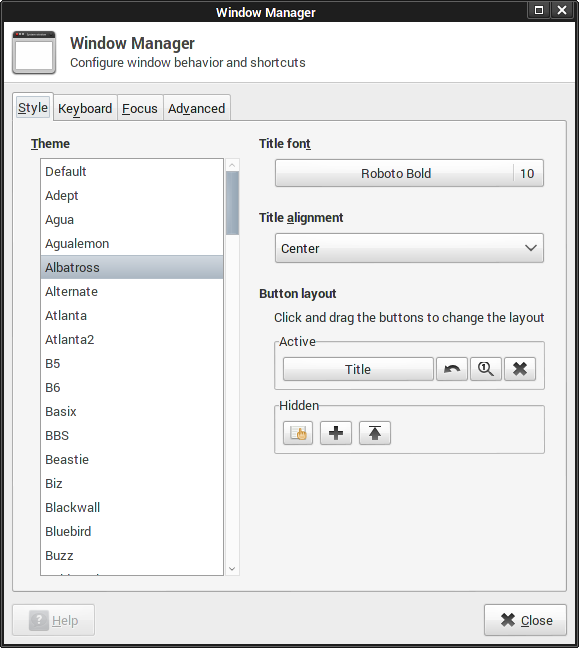 Window Manager
Window Manager
Configure window behavior and shortcuts
Style Keyboard Focus Advanced
Theme
Default
Adept
Agua
Agualemon
Albatross
Alternate
Atlanta
Atlanta2
B5
B6
Basix
BBS
Beastie
Biz
Blackwall
Bluebird
Buzz
Title font
Roboto Bold 10
Title alignment
Center
Button layout
Click and drag the buttons to change the layout
Active
Title
1
Hidden
? Help
Close